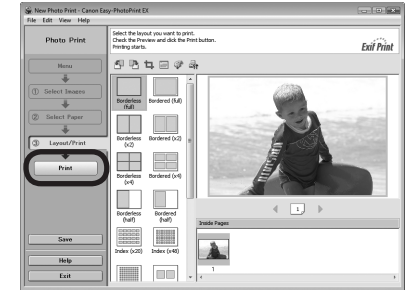 New Photo Print - Canon Easy-PhotoPrint EX
File Edit View Help
Photo Print
Select the layout you want to print.
Check the Preview and click the Print button.
Printing starts.
Exif Print
Menu
① Select Images
② Select Paper
③ Layout/Print
Print
Save
Help
Exit
Borderless (full)
Bordered (full)
Borderless (x2)
Bordered (x2)
Borderless (x4)
Bordered (x4)
Borderless (half)
Bordered (half)
Index (x20)
Index (x48)
1
Inside Pages
1